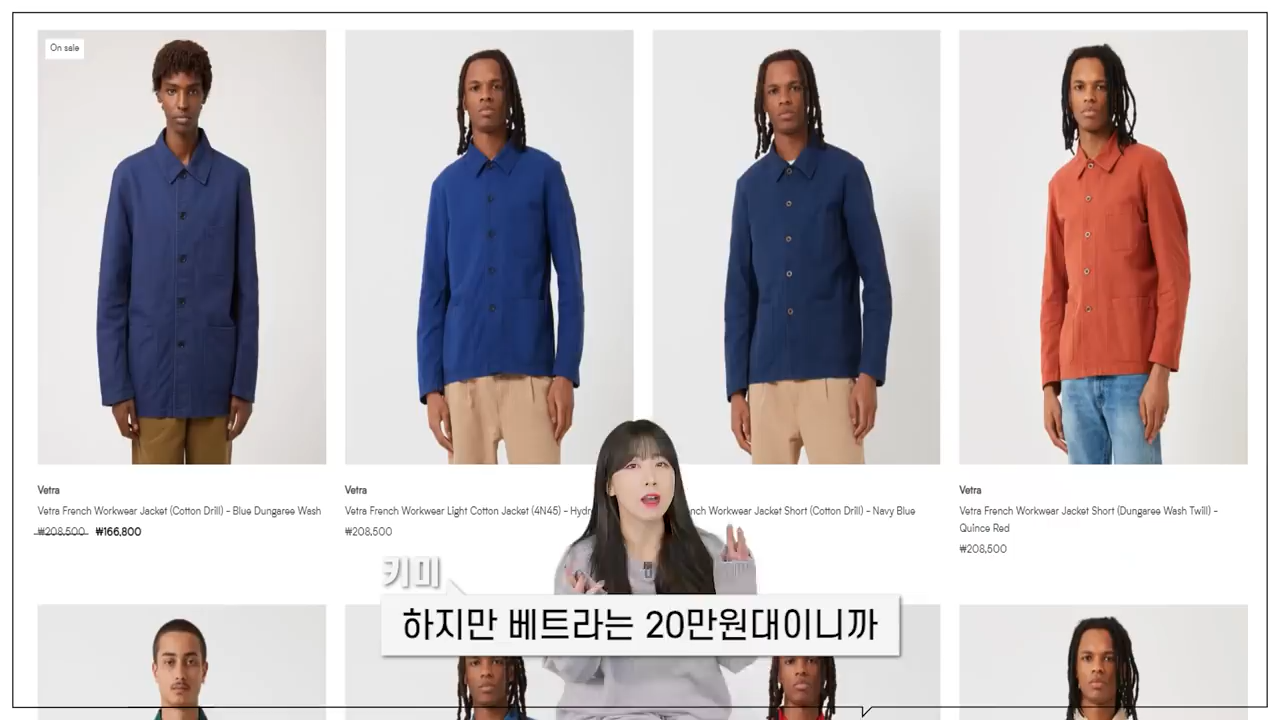 On sale
Vetra
Vetra French Workwear Jacket (Cotton Drill) - Blue Dungaree Wash
₩208,500 ₩166,800
Vetra
Vetra French Workwear Light Cotton Jacket (4N45) -
₩208,500
Workwear Jacket Short (Cotton Drill) - Navy Blue
Vetra
Vetra French Workwear Jacket Short (Dungaree Wash Twill) -
Quince Red
₩208,500
키미
하지만 베트라는 20만원대이니까